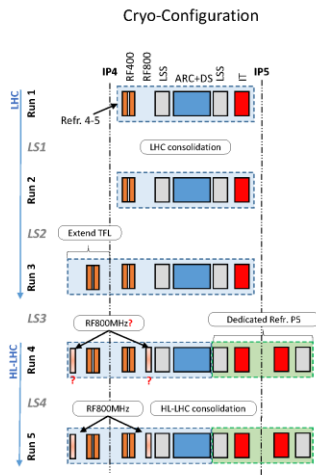 Cryo-Configuration
IP4
RF400
RF800
LSS
ARC+DS
LSS
IT
IP5
LHC
Run 1
Refr. 4-5
LS1
LHC consolidation
Run 2
LS2
Extend TFL
Run 3
LS3
RF800MHz?
Dedicated Refr. P5
HL-LHC
Run 4
?
?
LS4
RF800MHz
HL-LHC consolidation
Run 5